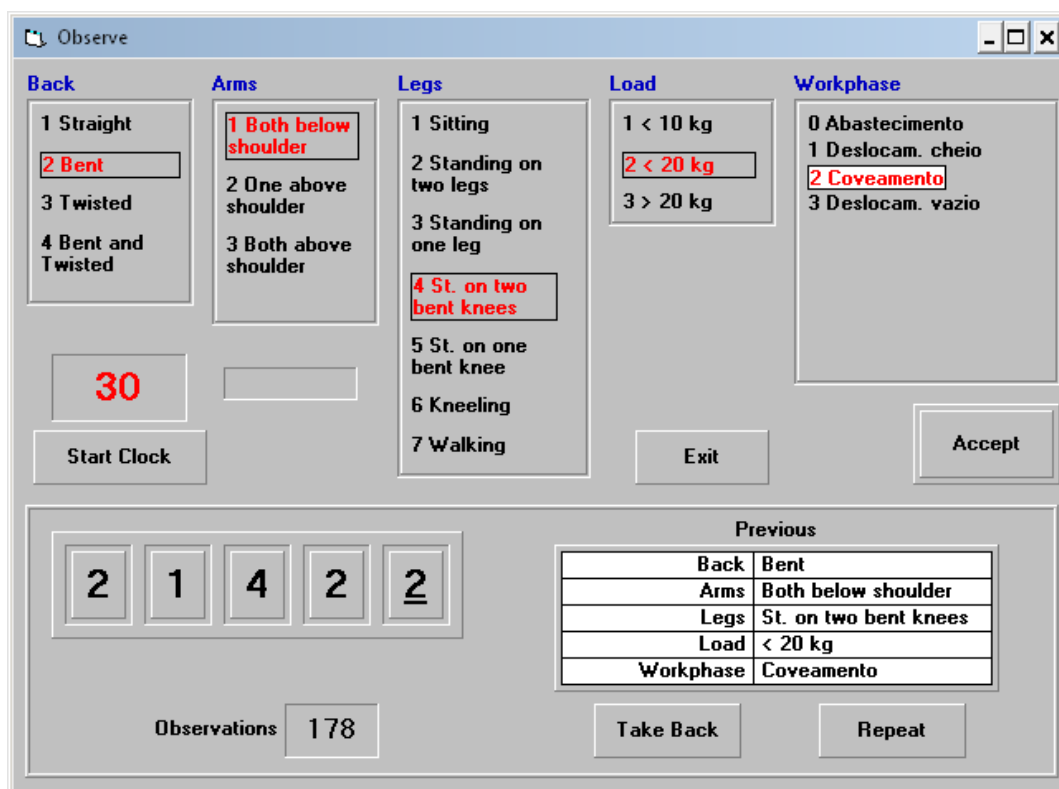 Observe
Back
1 Straight
2 Bent
3 Twisted
4 Bent and
Twisted
Arms
1 Both below
shoulder
2 One above
shoulder
3 Both above
shoulder
Legs
1 Sitting
2 Standing on
two legs
3 Standing on
one leg
4 St. on two
bent knees
5 St. on one
bent knee
6 Kneeling
7 Walking
Load
1 < 10 kg
2 < 20 kg
3 > 20 kg
Workphase
0 Abastecimento
1 Deslocam. cheio
2 Coveamento
3 Deslocam. vazio
30
Start Clock
Exit
Accept
2 1 4 2 2
Observations 178
Previous
Back Bent
Arms Both below shoulder
Legs St. on two bent knees
Load < 20 kg
Workphase Coveamento
Take Back
Repeat